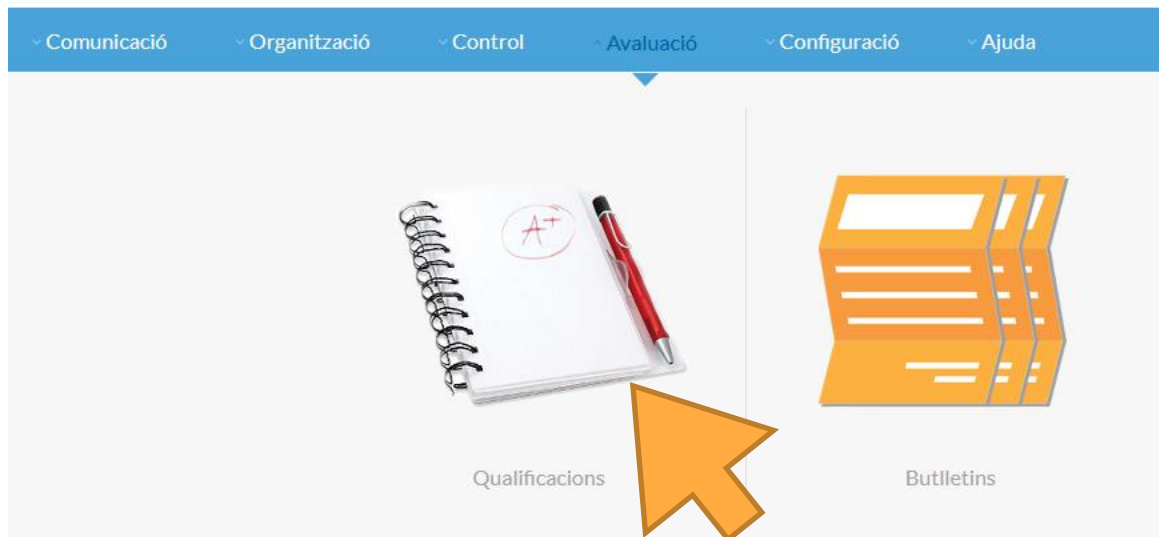 Comunicació Organització Control Avaluació Configuració Ajuda
A+
Qualificacions Butlletins